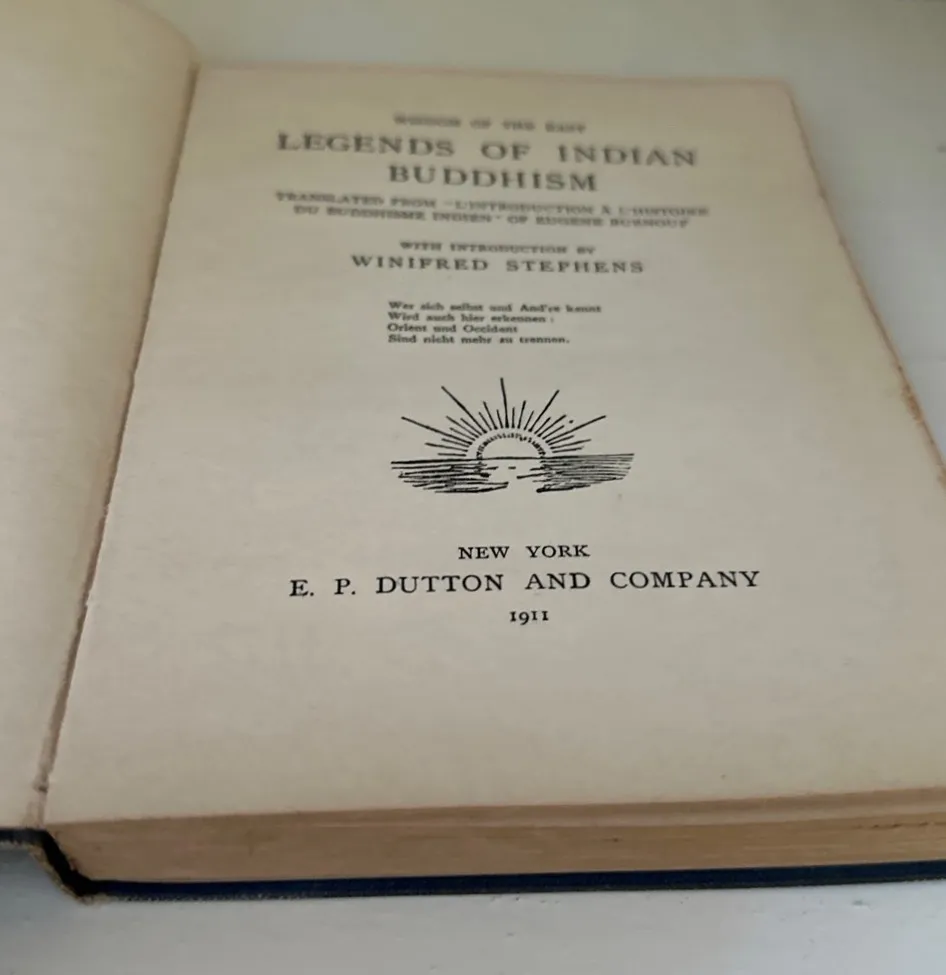 WISDOM OF THE EAST
LEGENDS OF INDIAN
BUDDHISM
TRANSLATED FROM "L'INTRODUCTION À L'HISTOIRE
DU BUDDHISME INDIEN" OF EUGÈNE BURNOUF
WITH INTRODUCTION BY
WINIFRED STEPHENS
Wer sich selbst und And're kennt
Wird auch hier erkennen:
Orient und Occident
Sind nicht mehr zu trennen.
NEW YORK
E. P. DUTTON AND COMPANY
1911